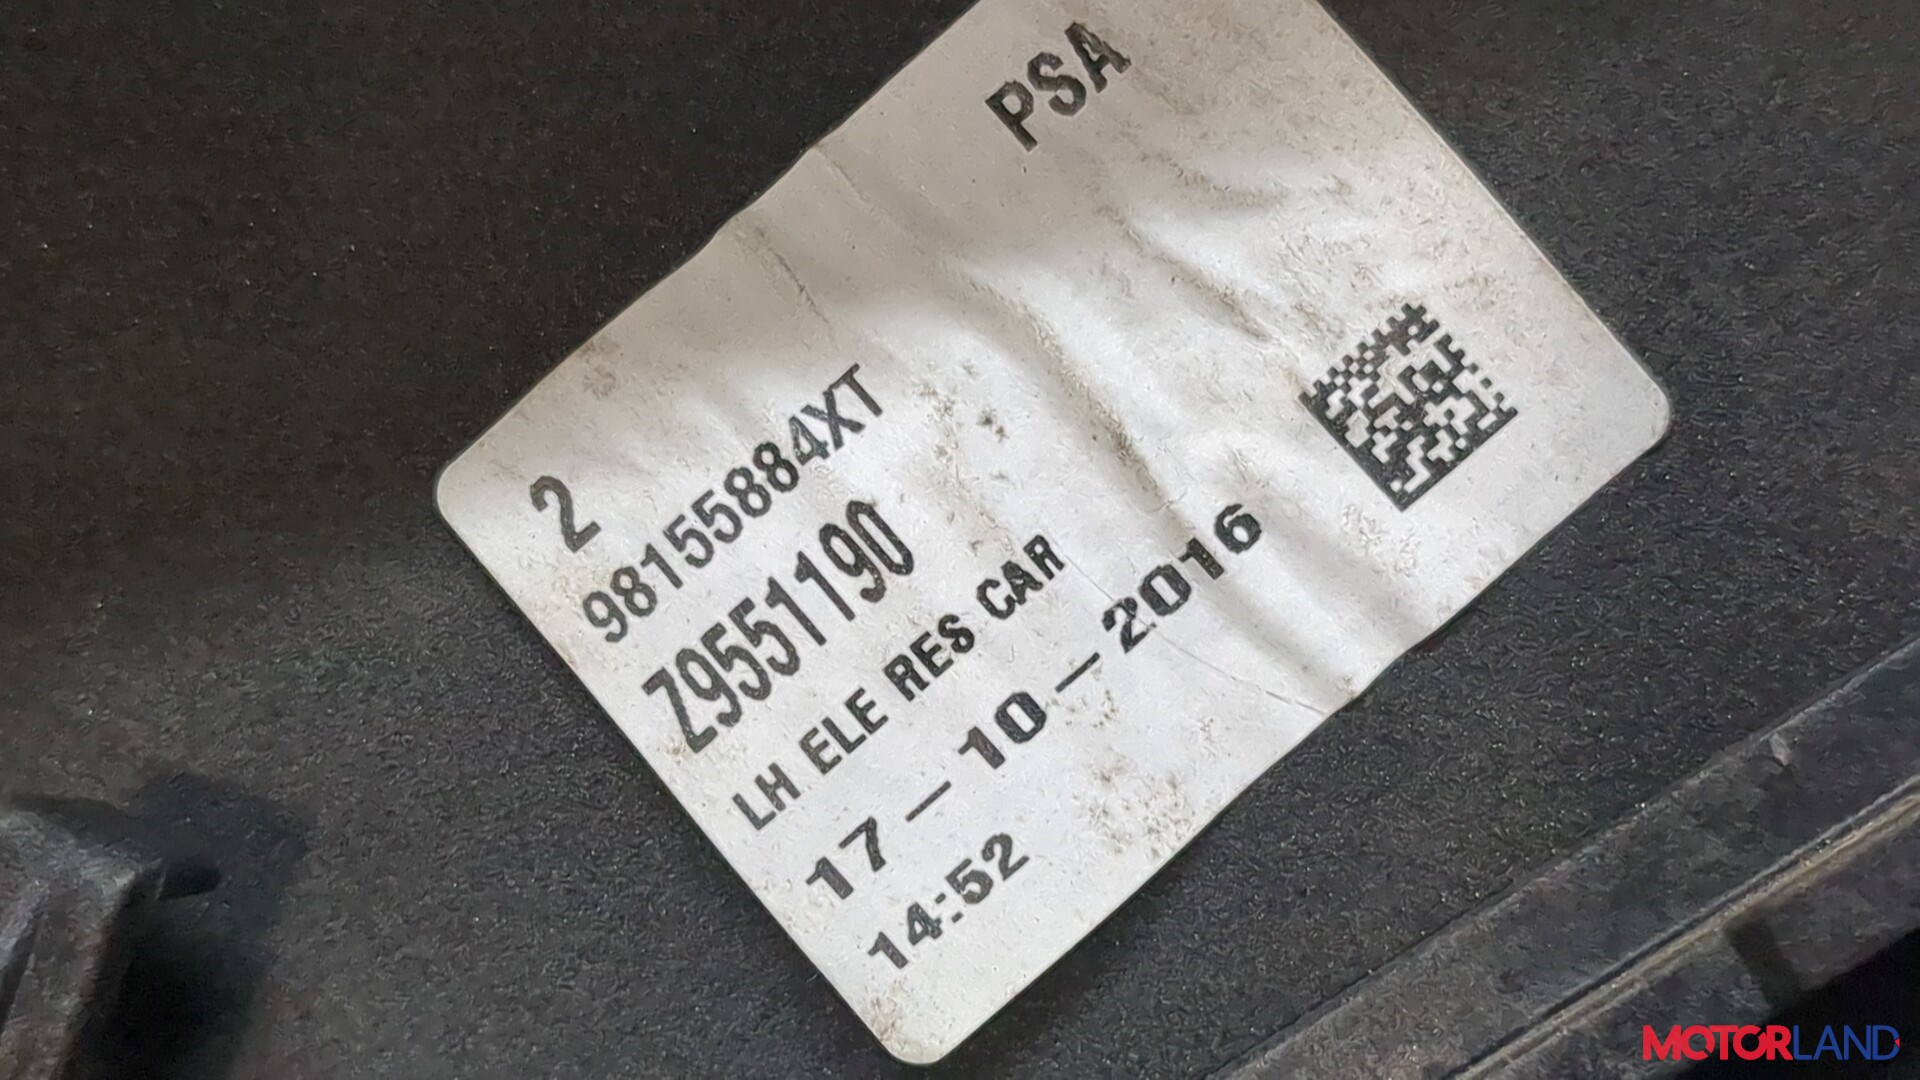 PSA
2
98155884XT
Z9551190
LH ELE RES CAR
17-10-2016
14:52
MOTORLAND